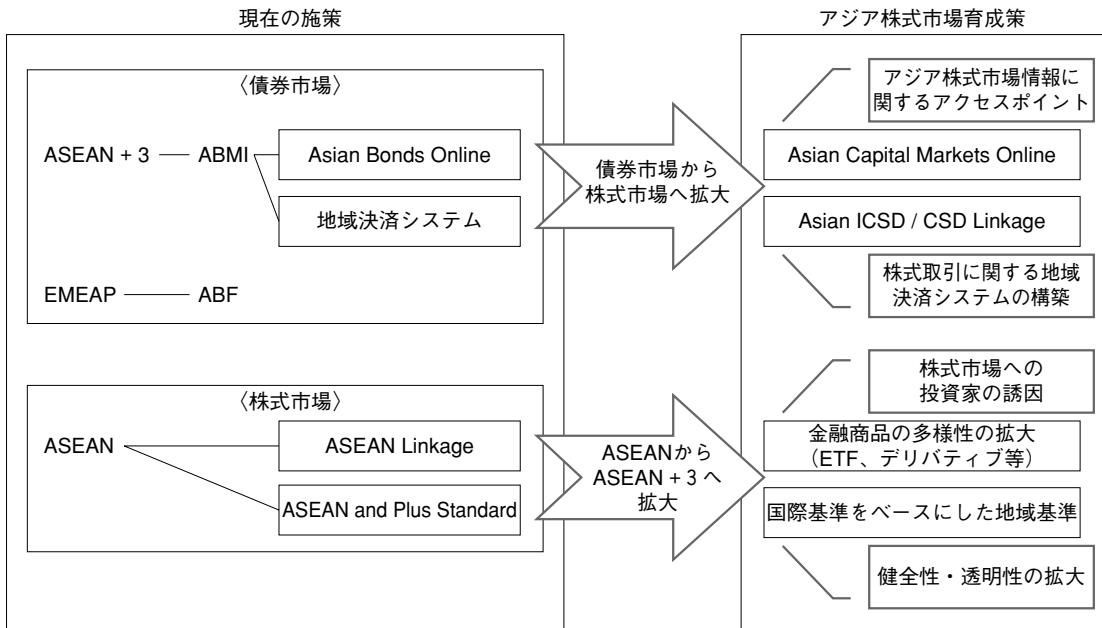 現在の施策
アジア株式市場育成策
〈債券市場〉
ASEAN + 3
ABMI
Asian Bonds Online
地域決済システム
EMEAP
ABF
債券市場から
株式市場へ拡大
アジア株式市場情報に
関するアクセスポイント
Asian Capital Markets Online
Asian ICSD / CSD Linkage
株式取引に関する地域
決済システムの構築
〈株式市場〉
ASEAN
ASEAN Linkage
ASEAN and Plus Standard
ASEANから
ASEAN + 3 へ
拡大
株式市場への
投資家の誘因
金融商品の多様性の拡大
（ETF、デリバティブ等）
国際基準をベースにした地域基準
健全性・透明性の拡大